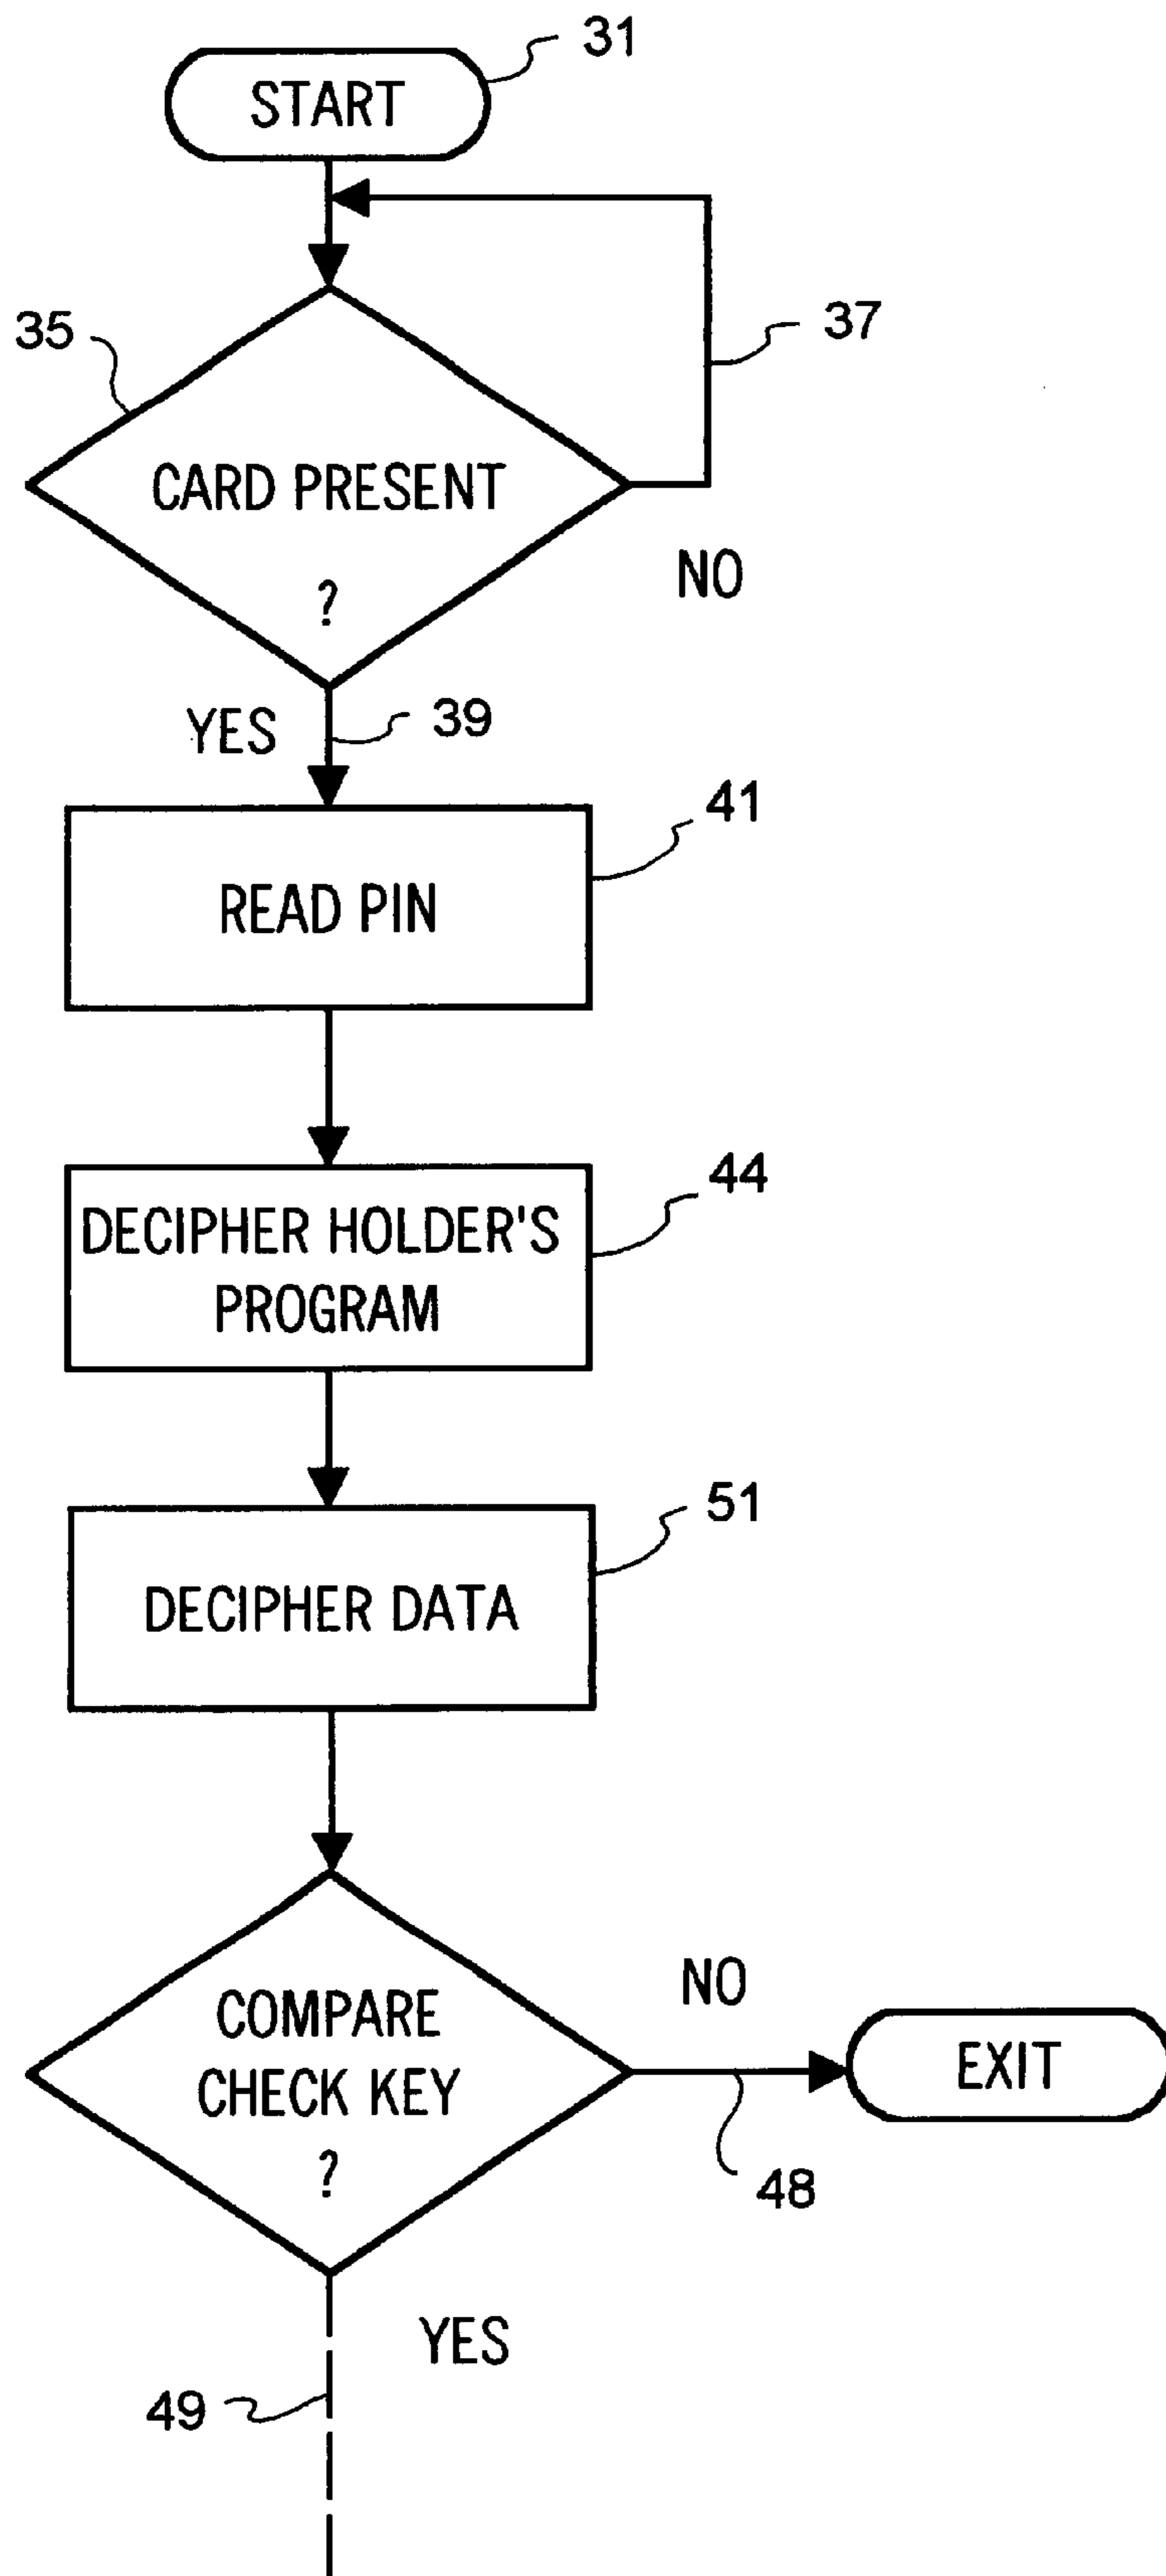 31
START
37
35
CARD PRESENT
?
NO
YES
39
41
READ PIN
44
DECIPHER HOLDER'S
PROGRAM
51
DECIPHER DATA
NO
COMPARE
CHECK KEY
?
EXIT
48
YES
49